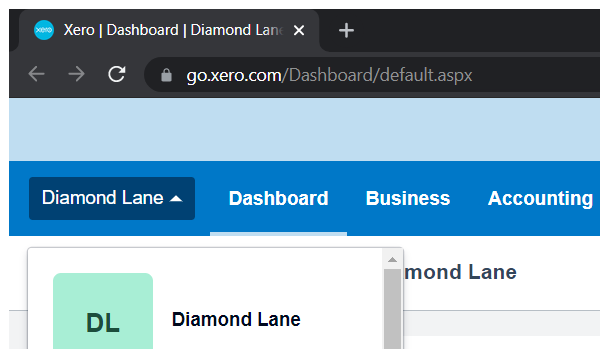 xero Xero | Dashboard | Diamond Lan
go.xero.com/Dashboard/default.aspx
Diamond Lane Dashboard Business Accounting
mond Lane
DL Diamond Lane